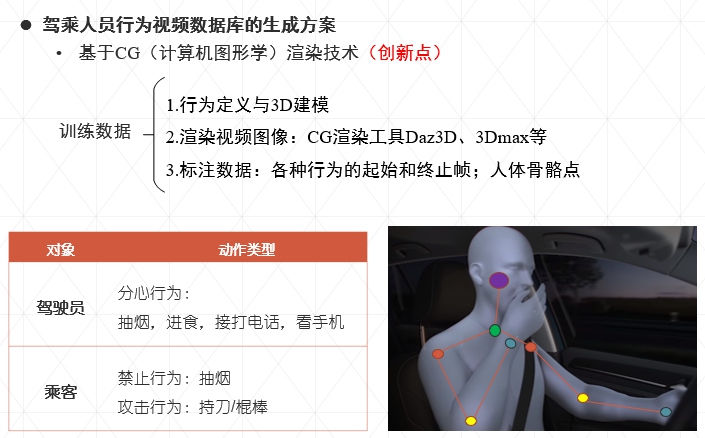 驾乘人员行为视频数据库的生成方案
基于CG（计算机图形学）渲染技术（创新点）
训练数据
1.行为定义与3D建模
2.渲染视频图像：CG渲染工具Daz3D、3Dmax等
3.标注数据：各种行为的起始和终止帧；人体骨骼点
对象 动作类型
驾驶员
分心行为：
抽烟，进食，接打电话，看手机
乘客
禁止行为：抽烟
攻击行为：持刀/棍棒